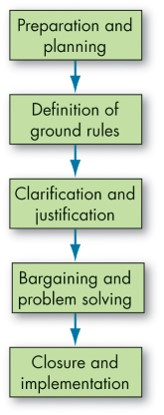 Preparation and
planning
Definition of
ground rules
Clarification and
justification
Bargaining and
problem solving
Closure and
implementation